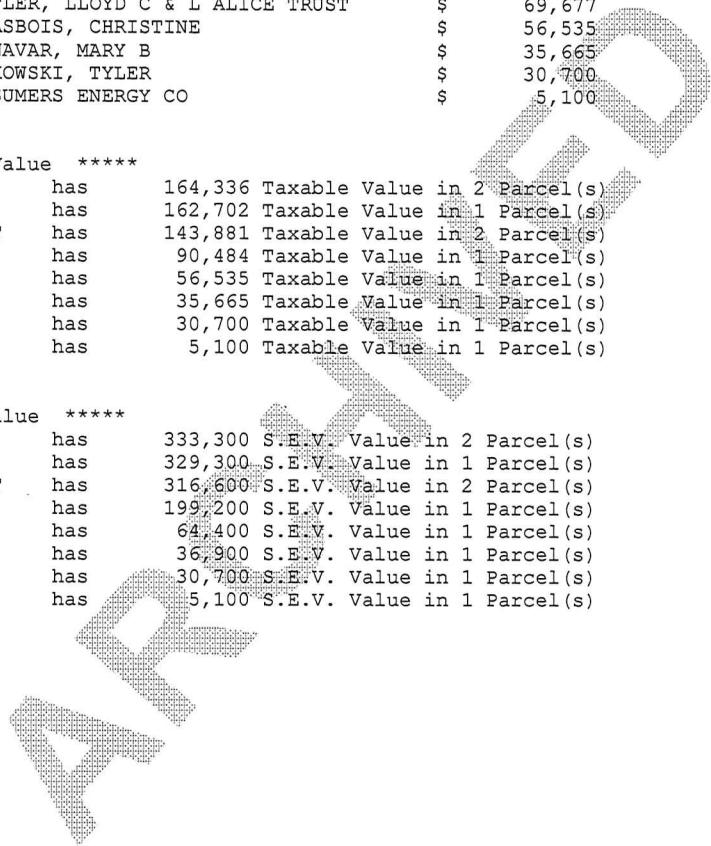 LER, LLOYD C & L ALICE TRUST $ 69,677
ASBOIS, CHRISTINE $ 56,535
NAVAR, MARY B $ 35,665
KOWSKI, TYLER $ 30,700
SUMERS ENERGY CO $ 5,100
Value *****
has 164,336 Taxable Value in 2 Parcel(s)
has 162,702 Taxable Value in 1 Parcel(s)
has 143,881 Taxable Value in 2 Parcel(s)
has 90,484 Taxable Value in 1 Parcel(s)
has 56,535 Taxable Value in 1 Parcel(s)
has 35,665 Taxable Value in 1 Parcel(s)
has 30,700 Taxable Value in 1 Parcel(s)
has 5,100 Taxable Value in 1 Parcel(s)
lue *****
has 333,300 S.E.V. Value in 2 Parcel(s)
has 329,300 S.E.V. Value in 1 Parcel(s)
has 316,600 S.E.V. Value in 2 Parcel(s)
has 199,200 S.E.V. Value in 1 Parcel(s)
has 64,400 S.E.V. Value in 1 Parcel(s)
has 36,900 S.E.V. Value in 1 Parcel(s)
has 30,700 S.E.V. Value in 1 Parcel(s)
has 5,100 S.E.V. Value in 1 Parcel(s)
ARCHIVED